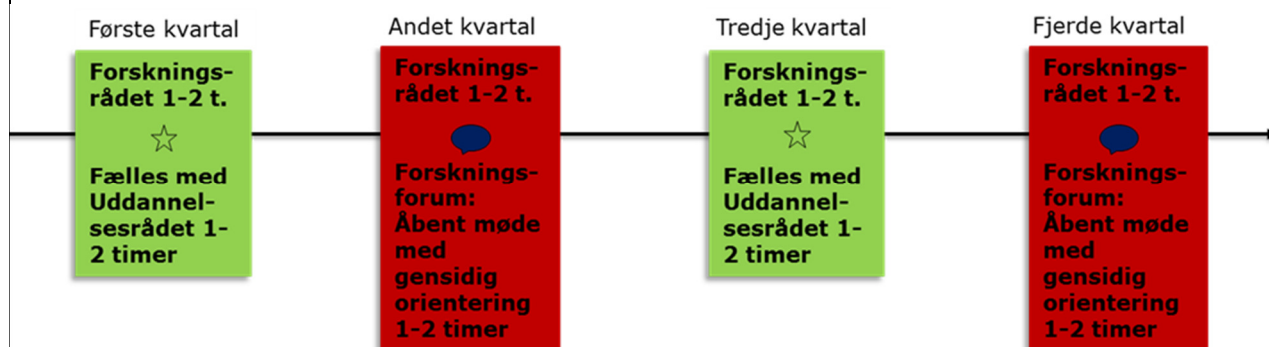 Første kvartal
Forsknings-
rådet 1-2 t.
Fælles med
Uddannel-
sesrådet 1-
2 timer
Andet kvartal
Forsknings-
rådet 1-2 t.
Forsknings-
forum:
Åbent møde
med
gensidig
orientering
1-2 timer
Tredje kvartal
Forsknings-
rådet 1-2 t.
Fælles med
Uddannel-
sesrådet 1-
2 timer
Fjerde kvartal
Forsknings-
rådet 1-2 t.
Forsknings-
forum:
Åbent møde
med
gensidig
orientering
1-2 timer